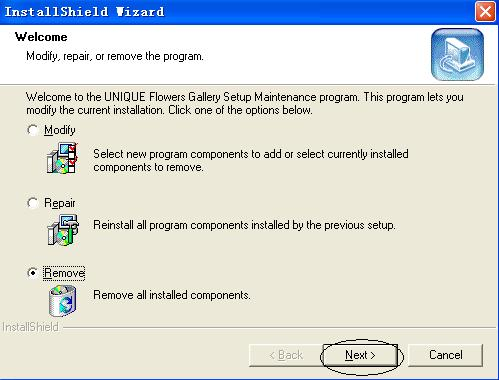 InstallShield Wizard
Welcome
Modify, repair, or remove the program.
Welcome to the UNIQUE Flowers Gallery Setup Maintenance program. This program lets you
modify the current installation. Click one of the options below.
Modify
Select new program components to add or select currently installed
components to remove.
Repair
Reinstall all program components installed by the previous setup.
Remove
Remove all installed components.
InstallShield
< Back Next > Cancel